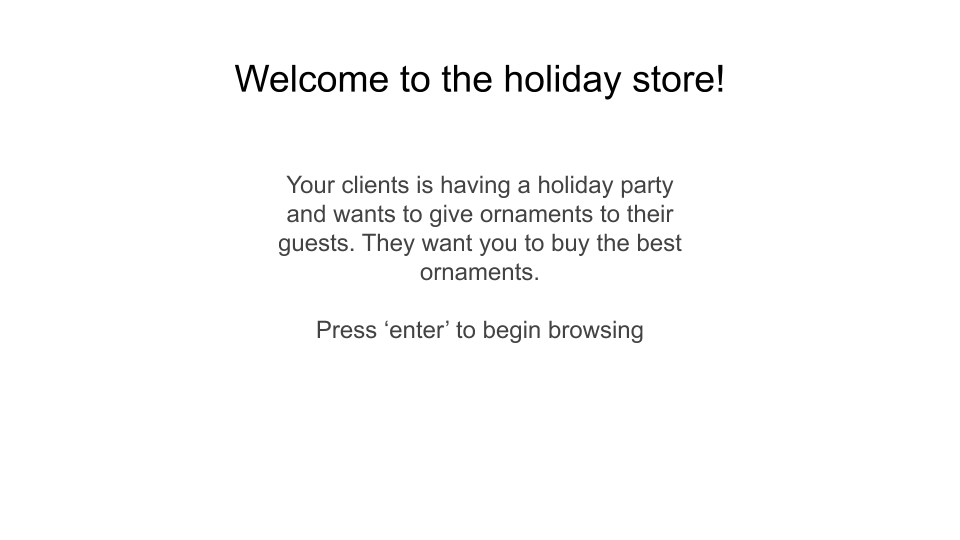 Welcome to the holiday store!
Your clients is having a holiday party
and wants to give ornaments to their
guests. They want you to buy the best
ornaments.
Press ‘enter’ to begin browsing